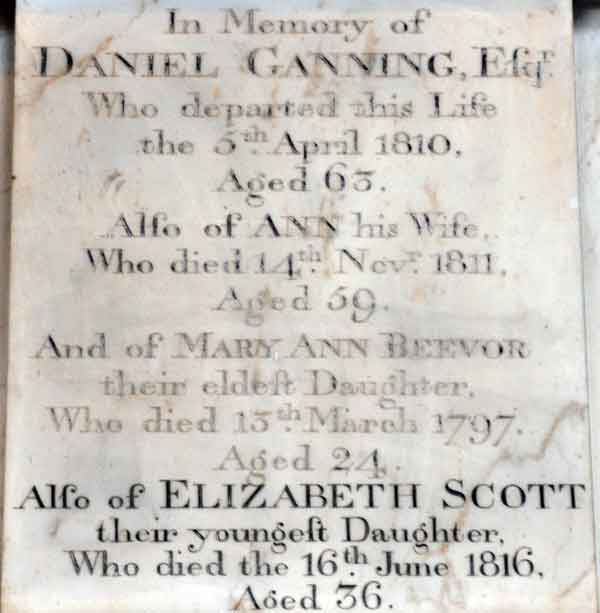 In Memory of
DANIEL GANNING, Eſqr.
Who departed this Life
the 5th. April 1810,
Aged 63.
Alſo of ANN his Wife,
Who died 14th. Novr. 1811,
Aged 59.
And of MARY ANN BEEVOR
their eldeſt Daughter,
Who died 13th. March 1797.
Aged 24.
Alſo of ELIZABETH SCOTT
their youngeſt Daughter,
Who died the 16th. June 1816,
Aged 36.